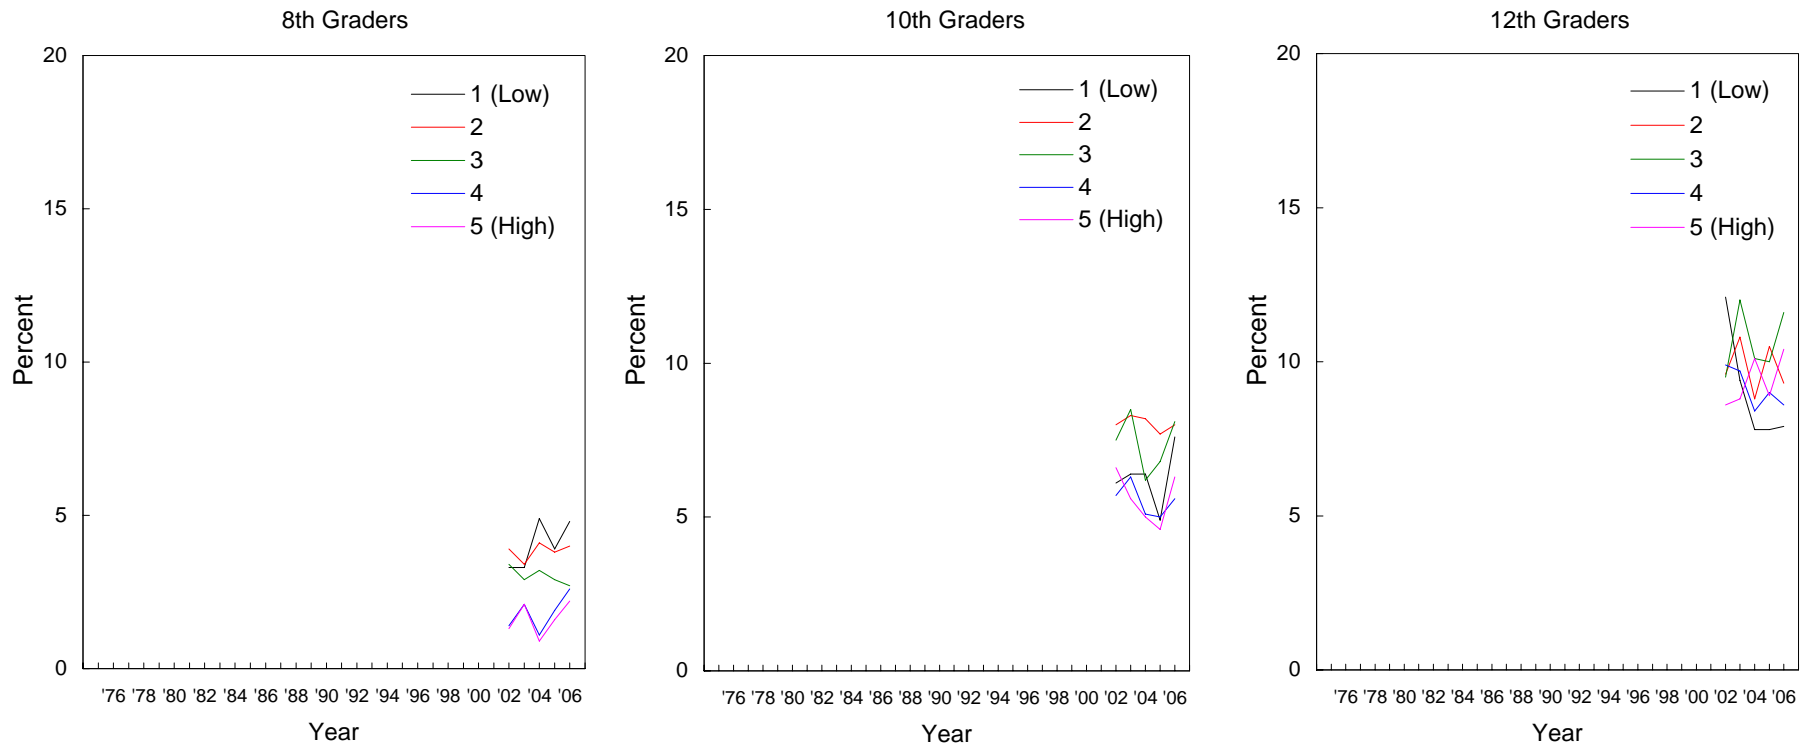 8th Graders
20
15
10
5
0
1 (Low)
2
3
4
5 (High)
Percent
'76 '78 '80 '82 '84 '86 '88 '90 '92 '94 '96 '98 '00 '02 '04 '06
Year
10th Graders
20
15
10
5
0
1 (Low)
2
3
4
5 (High)
Percent
'76 '78 '80 '82 '84 '86 '88 '90 '92 '94 '96 '98 '00 '02 '04 '06
Year
12th Graders
20
15
10
5
0
1 (Low)
2
3
4
5 (High)
Percent
'76 '78 '80 '82 '84 '86 '88 '90 '92 '94 '96 '98 '00 '02 '04 '06
Year